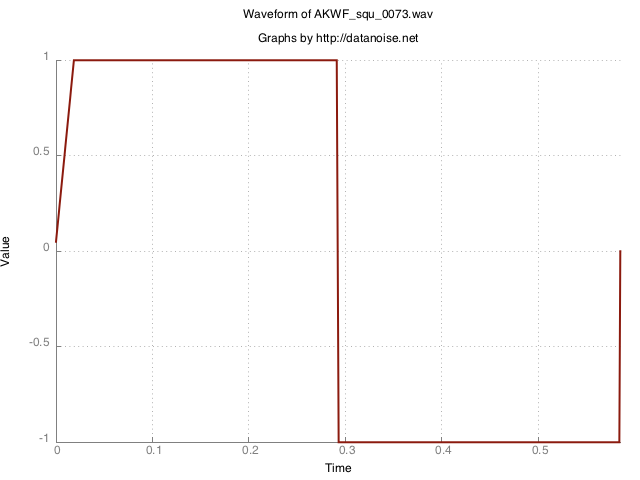 Waveform of AKWF_squ_0073.wav
Graphs by http://datanoise.net
1
0.5
0
-0.5
-1
Value
0 0.1 0.2 0.3 0.4 0.5
Time